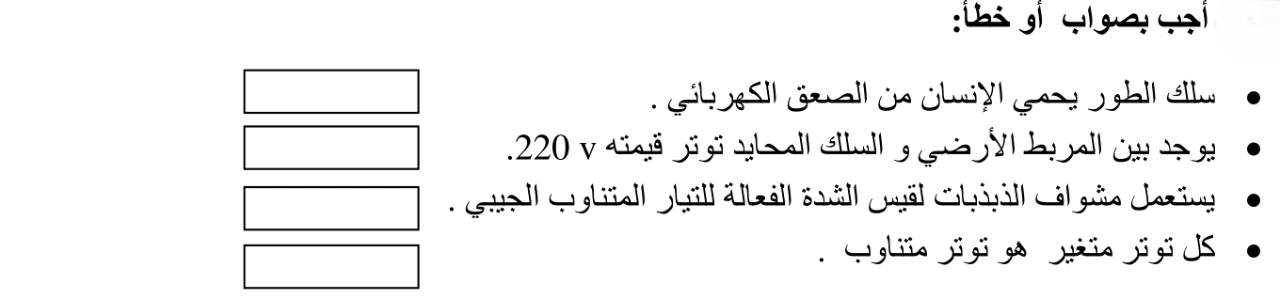 أجب بصواب أو خطأ:
• سلك الطور يحمي الإنسان من الصعق الكهربائي .
• يوجد بين المربط الأرضي و السلك المحايد توتر قيمته 220 v.
• يستعمل مشواف الذبذبات لقيس الشدة الفعالة للتيار المتناوب الجيبي .
• كل توتر متغير هو توتر متناوب .